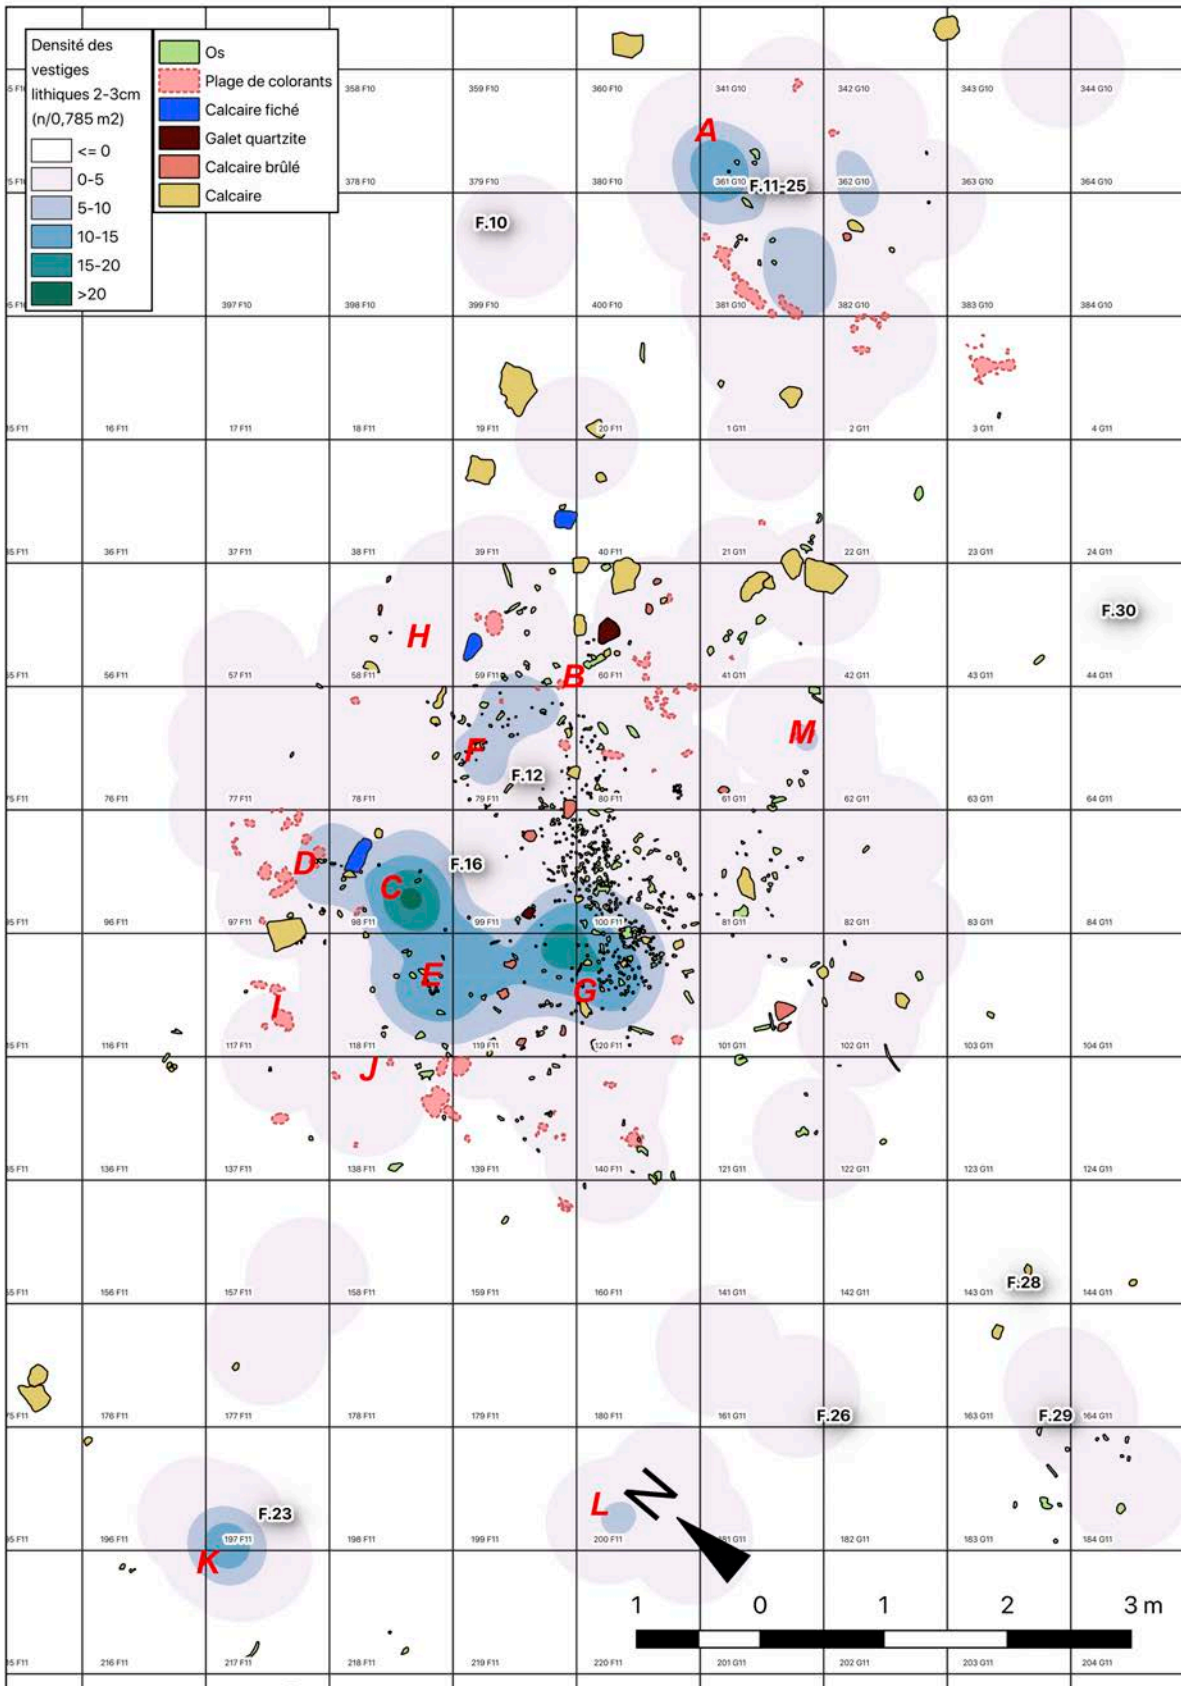 Densité des
vestiges
lithiques 2-3cm
(n/0,785 m2)
<= 0
0-5
5-10
10-15
15-20
>20
Os
Plage de colorants
Calcaire fiché
Galet quartzite
Calcaire brûlé
Calcaire
358 F10 359 F10 360 F10 341 G10 342 G10 343 G10 344 G10
A
378 F10 379 F10 380 F10 361 G10 F.11-25 362 G10 363 G10 364 G10
F.10
397 F10 398 F10 399 F10 400 F10 381 G10 382 G10 383 G10 384 G10
16 F11 17 F11 18 F11 19 F11 20 F11 1 G11 2 G11 3 G11 4 G11
36 F11 37 F11 38 F11 39 F11 40 F11 21 G11 22 G11 23 G11 24 G11
F.30
H
56 F11 57 F11 58 F11 59 F11 B 60 F11 41 G11 42 G11 43 G11 44 G11
F M
F.12
76 F11 77 F11 78 F11 79 F11 80 F11 61 G11 62 G11 63 G11 64 G11
D C F.16
96 F11 97 F11 98 F11 99 F11 100 F11 81 G11 82 G11 83 G11 84 G11
E G
I
116 F11 117 F11 118 F11 119 F11 120 F11 101 G11 102 G11 103 G11 104 G11
J
136 F11 137 F11 138 F11 139 F11 140 F11 121 G11 122 G11 123 G11 124 G11
F.28
156 F11 157 F11 158 F11 159 F11 160 F11 141 G11 142 G11 143 G11 144 G11
176 F11 177 F11 178 F11 179 F11 180 F11 161 G11 F.26 163 G11 F.29 164 G11
F.23 L N
196 F11 197 F11 198 F11 199 F11 200 F11 182 G11 183 G11 184 G11
K
1 0 1 2 3 m
216 F11 217 F11 218 F11 219 F11 220 F11 201 G11 202 G11 203 G11 204 G11